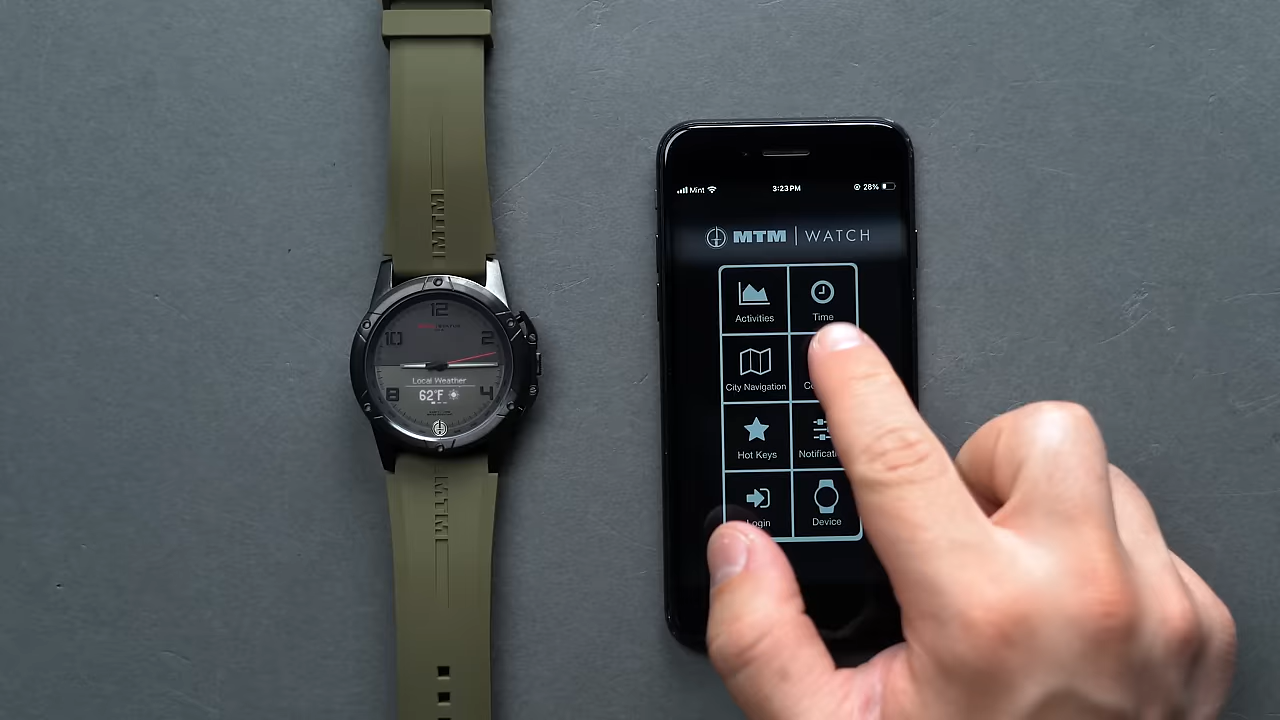 MTM
12
10
2
Local Weather
62°F
8
4
MTM
Mint
3:23 PM
28%
MTM | WATCH
Activities
Time
City Navigation
Hot Keys
Login
Device